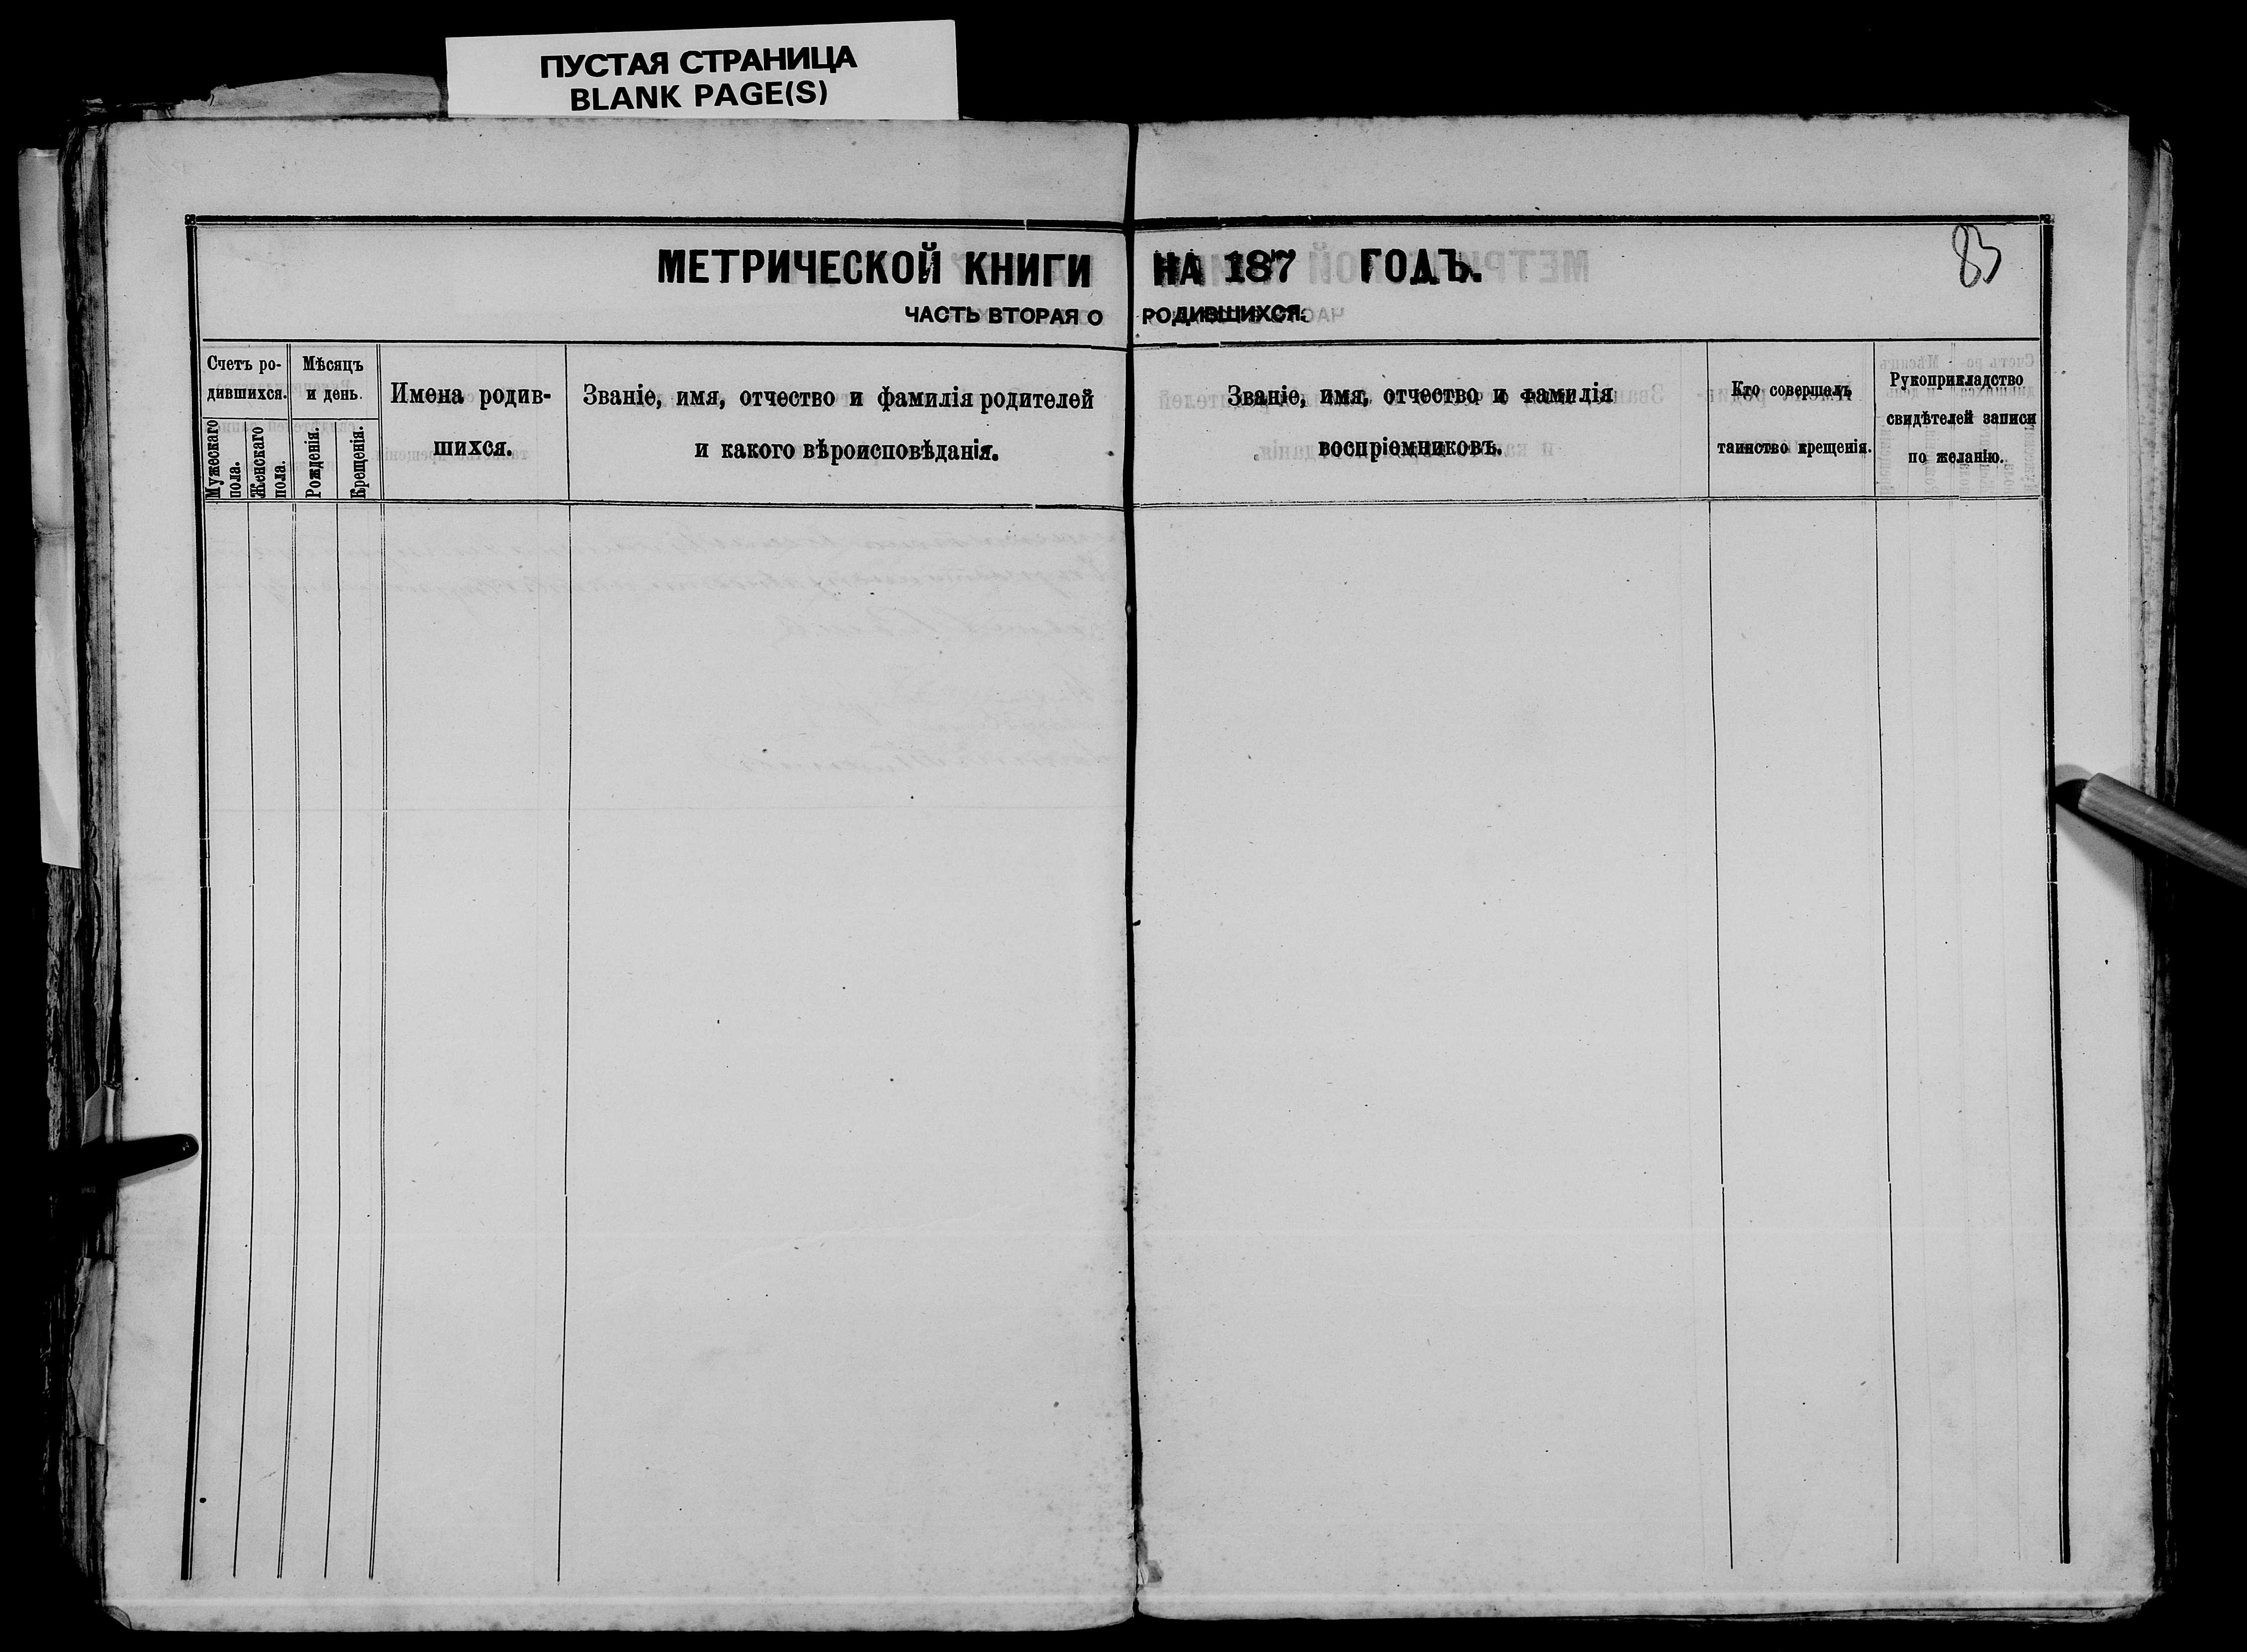 ПУСТАЯ СТРАНИЦА
BLANK PAGE(S)
МЕТРИЧЕСКОЙ КНИГИ НА 187 ГОДЪ.
83
ЧАСТЬ ВТОРАЯ О РОДИВШИХСЯ.
Счетъ ро-
дившихся.
Мужескаго
пола.
Женскаго
пола.
Мѣсяцъ
и день.
Рожденія.
Крещенія.
Имена родив-
шихся.
Званіе, имя, отчество и фамилія родителей
и какого вѣроисповѣданія.
Званіе, имя, отчество и фамилія
воспріемниковъ.
Кто совершалъ
таинство крещенія.
Рукоприкладство
свидѣтелей записи
по желанію.